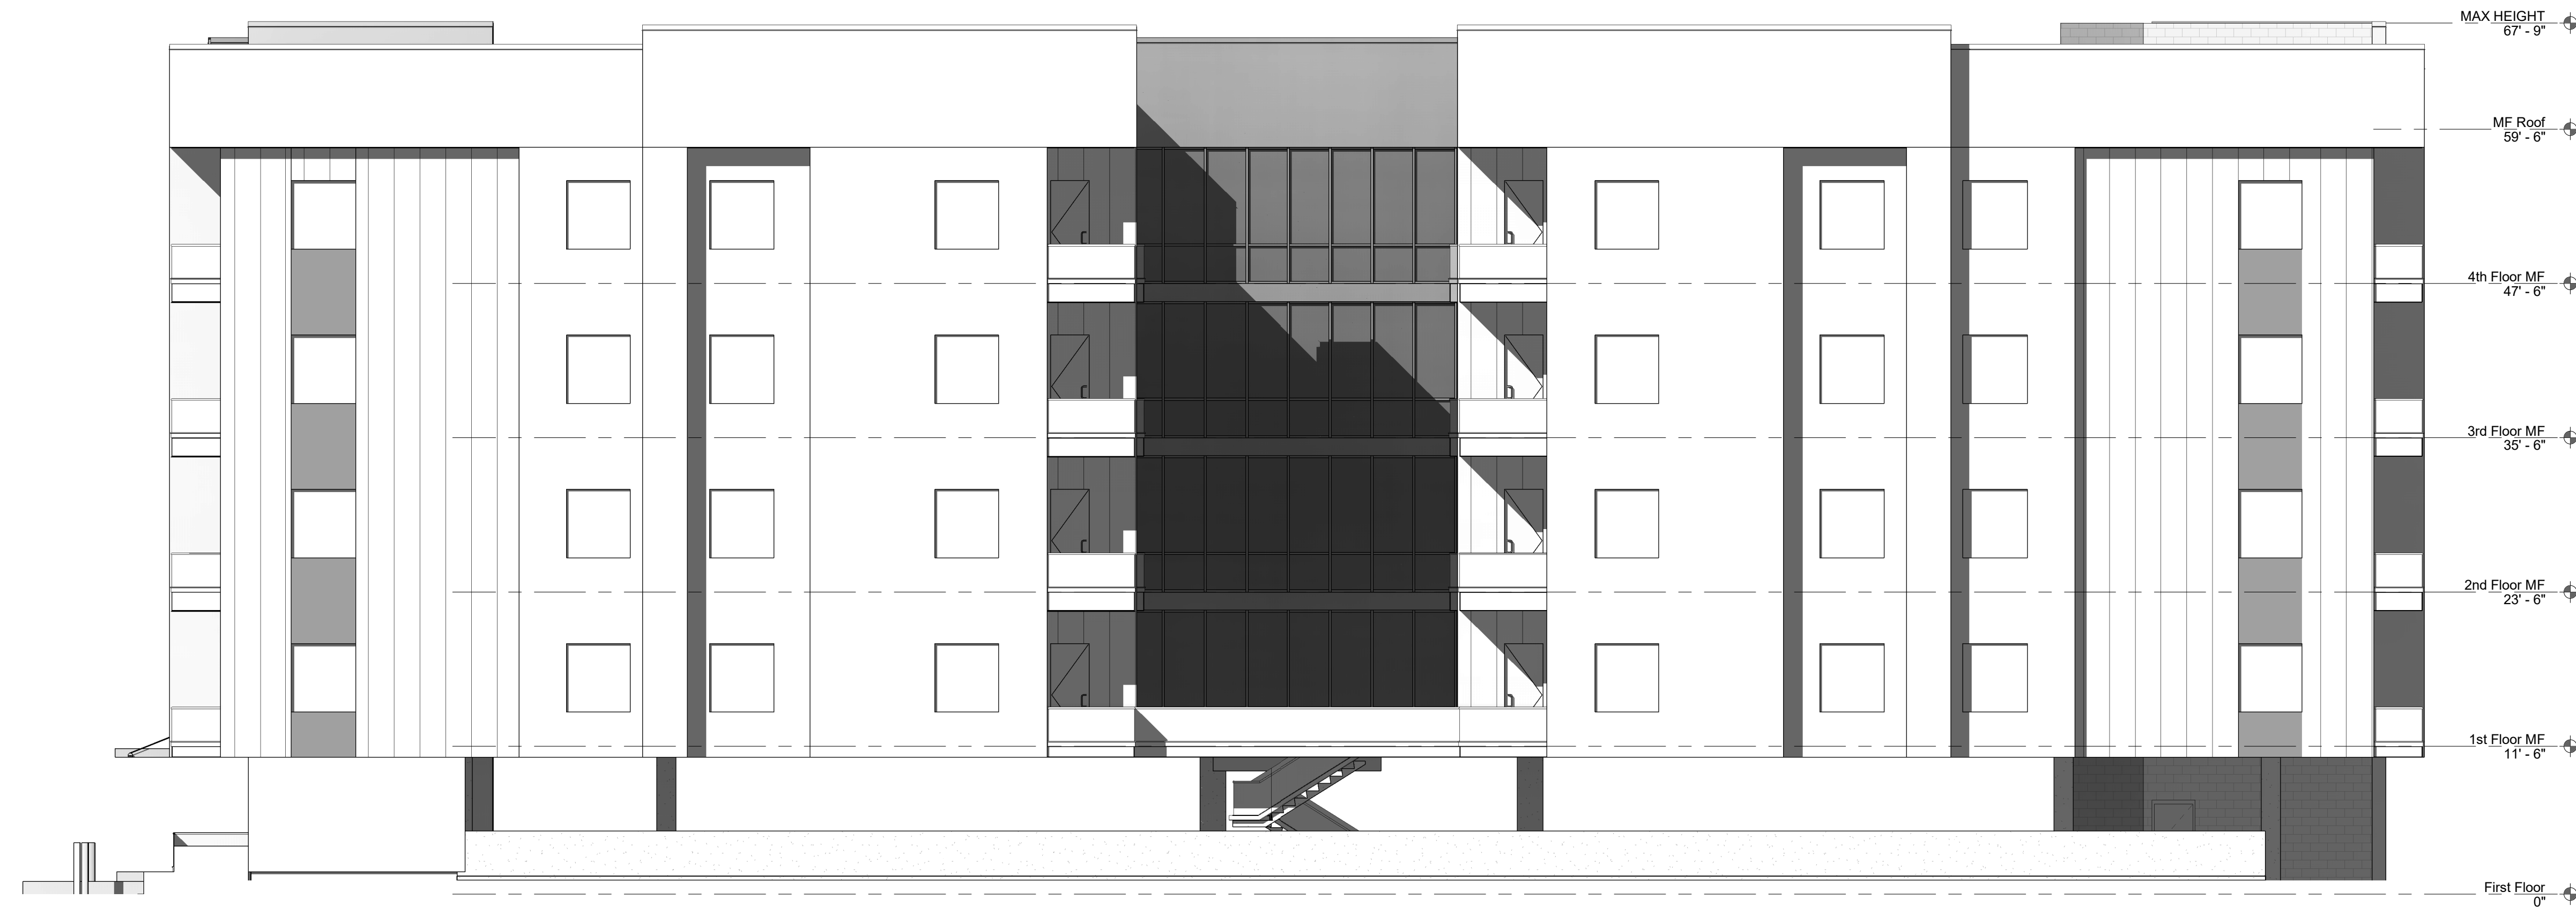 MAX HEIGHT
67' - 9"
MF Roof
59' - 6"
4th Floor MF
47' - 6"
3rd Floor MF
35' - 6"
2nd Floor MF
23' - 6"
1st Floor MF
11' - 6"
First Floor
0"